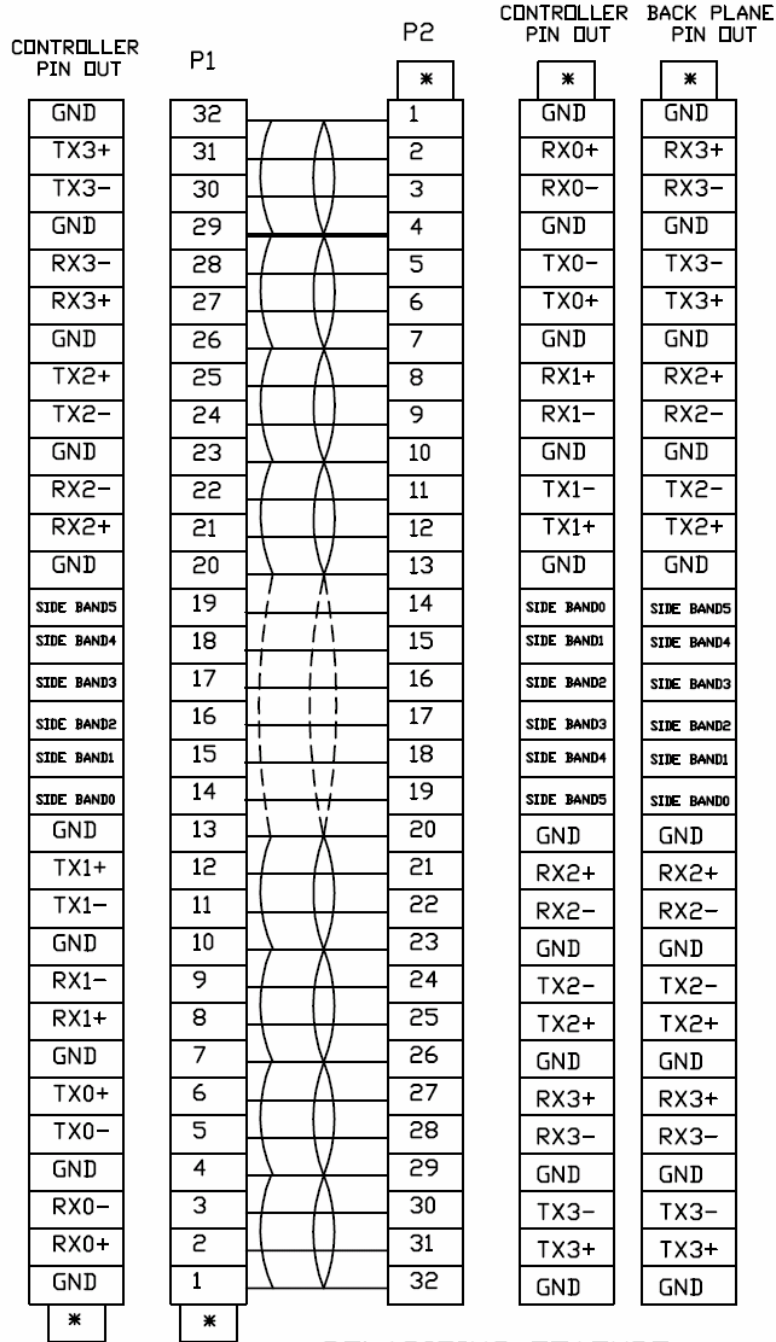 CONTROLLER BACK PLANE
P2 PIN OUT PIN OUT
CONTROLLER
PIN OUT P1
* * *
GND 32 1 GND GND
TX3+ 31 2 RX0+ RX3+
TX3- 30 3 RX0- RX3-
GND 29 4 GND GND
RX3- 28 5 TX0- TX3-
RX3+ 27 6 TX0+ TX3+
GND 26 7 GND GND
TX2+ 25 8 RX1+ RX2+
TX2- 24 9 RX1- RX2-
GND 23 10 GND GND
RX2- 22 11 TX1- TX2-
RX2+ 21 12 TX1+ TX2+
GND 20 13 GND GND
SIDE BAND5 19 14 SIDE BAND0 SIDE BAND5
SIDE BAND4 18 15 SIDE BAND1 SIDE BAND4
SIDE BAND3 17 16 SIDE BAND2 SIDE BAND3
SIDE BAND2 16 17 SIDE BAND3 SIDE BAND2
SIDE BAND1 15 18 SIDE BAND4 SIDE BAND1
SIDE BAND0 14 19 SIDE BAND5 SIDE BAND0
GND 13 20 GND GND
TX1+ 12 21 RX2+ RX2+
TX1- 11 22 RX2- RX2-
GND 10 23 GND GND
RX1- 9 24 TX2- TX2-
RX1+ 8 25 TX2+ TX2+
GND 7 26 GND GND
TX0+ 6 27 RX3+ RX3+
TX0- 5 28 RX3- RX3-
GND 4 29 GND GND
RX0- 3 30 TX3- TX3-
RX0+ 2 31 TX3+ TX3+
GND 1 32 GND GND
* *